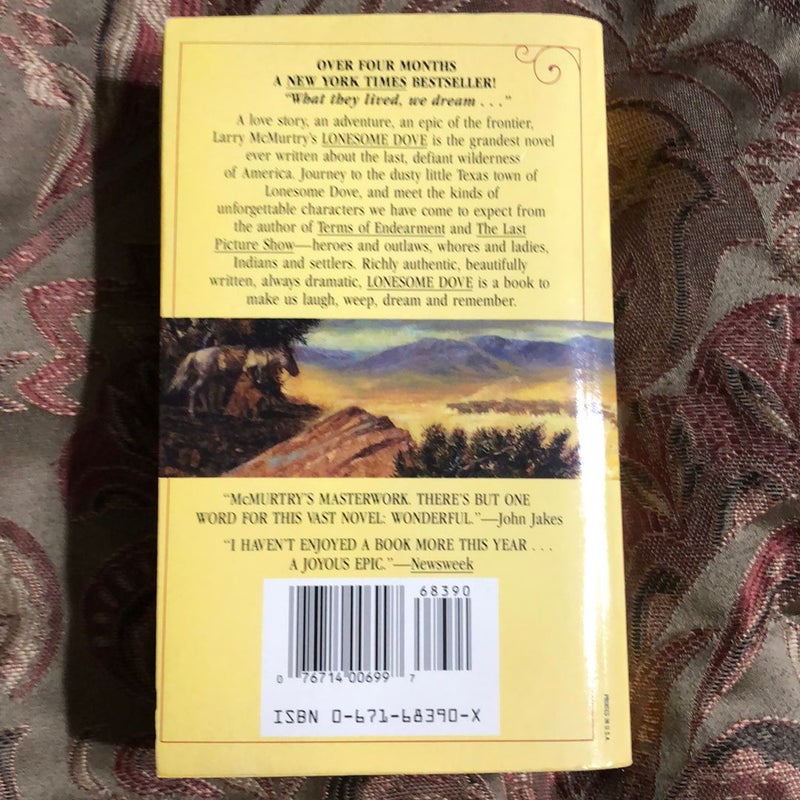 OVER FOUR MONTHS
A NEW YORK TIMES BESTSELLER!
"What they lived, we dream . . ."
A love story, an adventure, an epic of the frontier,
Larry McMurtry's LONESOME DOVE is the grandest novel
ever written about the last, defiant wilderness
of America. Journey to the dusty little Texas town of
Lonesome Dove, and meet the kinds of
unforgettable characters we have come to expect from
the author of Terms of Endearment and The Last
Picture Show—heroes and outlaws, whores and ladies,
Indians and settlers. Richly authentic, beautifully
written, always dramatic, LONESOME DOVE is a book to
make us laugh, weep, dream and remember.
"McMURTRY'S MASTERWORK. THERE'S BUT ONE
WORD FOR THIS VAST NOVEL: WONDERFUL."—John Jakes
"I HAVEN'T ENJOYED A BOOK MORE THIS YEAR . . .
A JOYOUS EPIC."—Newsweek
68390
0 76714 00699 7
ISBN 0-671-68390-X
PRINTED IN U.S.A.